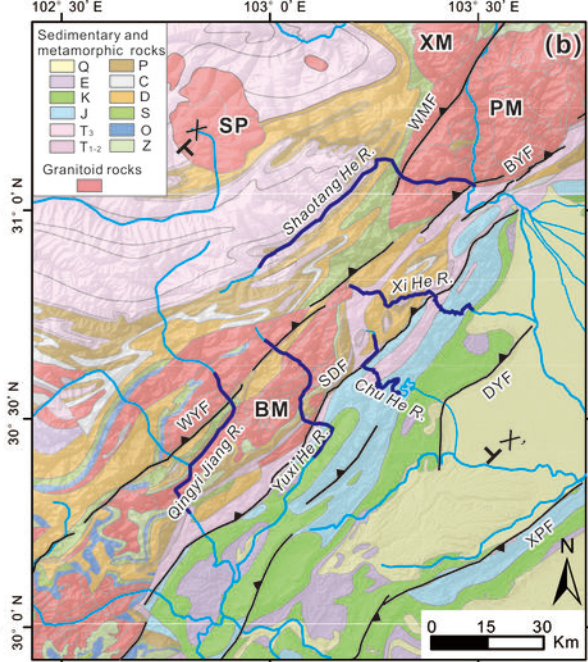 102° 30′ E
103° 0′ E
103° 30′ E
(b)
Sedimentary and
metamorphic rocks
Q
P
E
C
K
D
J
S
T₃
O
T₁₋₂
Z
Granitoid rocks
XM
PM
SP
X
WMF
BYF
Shaotang He R.
31° 0′ N
Xi He R.
SDF
Chu He R.
DYF
WYF
BM
30° 30′ N
Qingyi Jiang R.
Yuxi He R.
X'
XPF
N
30° 0′ N
0 15 30
Km